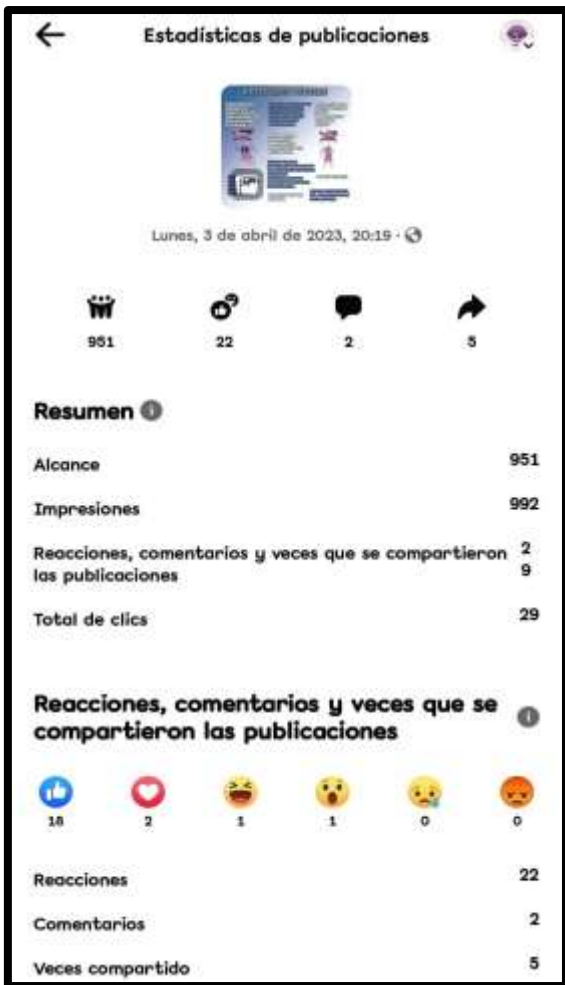 Estadísticas de publicaciones
Lunes, 3 de abril de 2023, 20:19 ·
951 22 2 5
Resumen
Alcance 951
Impresiones 992
Reacciones, comentarios y veces que se compartieron 2
las publicaciones 9
Total de clics 29
Reacciones, comentarios y veces que se
compartieron las publicaciones
18 2 1 1 0 0
Reacciones 22
Comentarios 2
Veces compartido 5